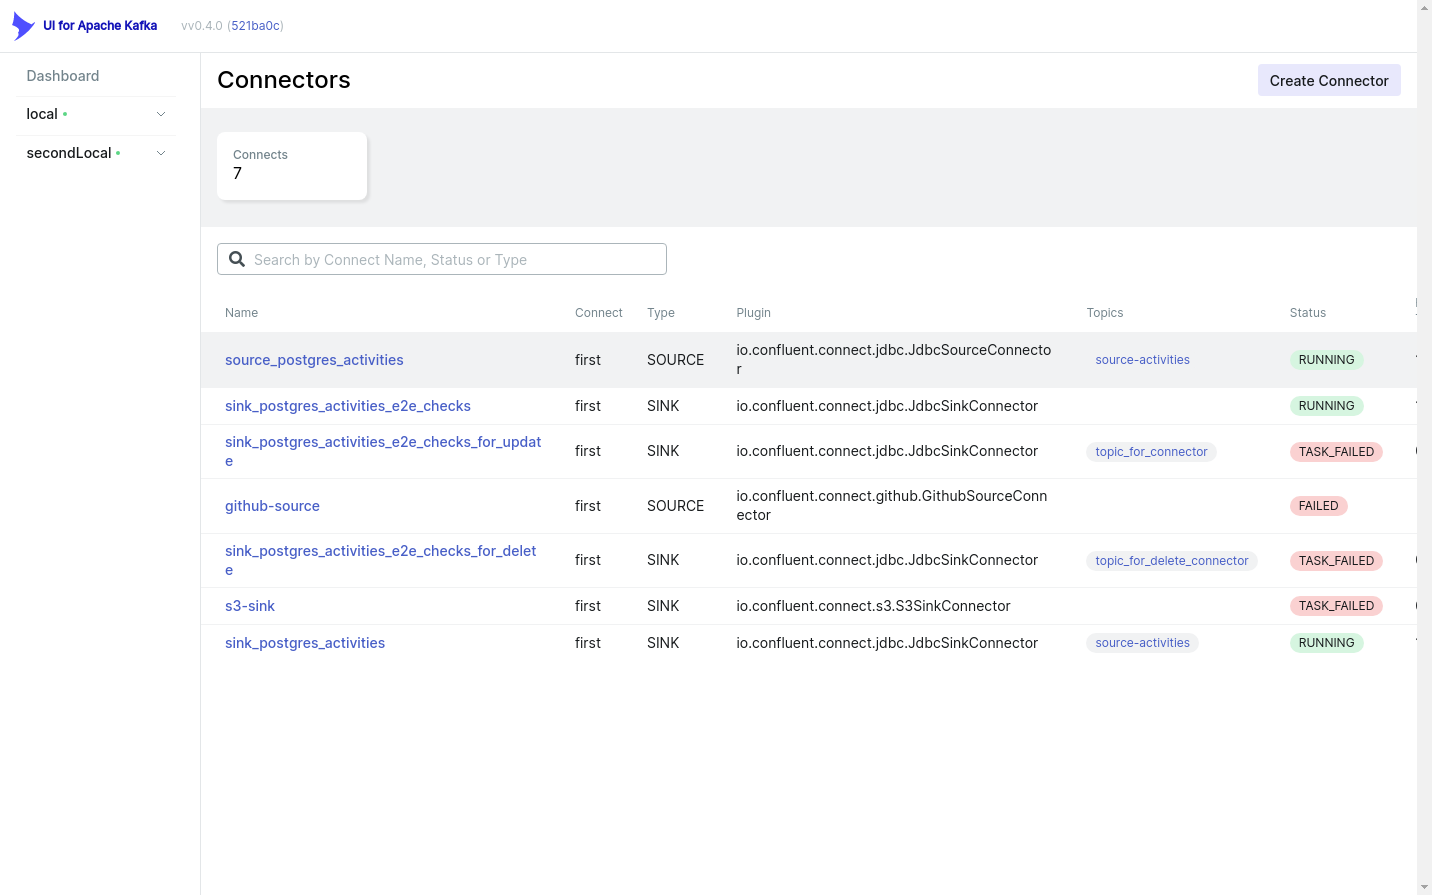 UI for Apache Kafka vv0.4.0 (521ba0c)
Dashboard
local
secondLocal
Connectors
Create Connector
Connects
7
Search by Connect Name, Status or Type
Name Connect Type Plugin Topics Status
source_postgres_activities first SOURCE io.confluent.connect.jdbc.JdbcSourceConnecto
r source-activities RUNNING
sink_postgres_activities_e2e_checks first SINK io.confluent.connect.jdbc.JdbcSinkConnector RUNNING
sink_postgres_activities_e2e_checks_for_updat
e first SINK io.confluent.connect.jdbc.JdbcSinkConnector topic_for_connector TASK_FAILED
github-source first SOURCE io.confluent.connect.github.GithubSourceConn
ector FAILED
sink_postgres_activities_e2e_checks_for_delet
e first SINK io.confluent.connect.jdbc.JdbcSinkConnector topic_for_delete_connector TASK_FAILED
s3-sink first SINK io.confluent.connect.s3.S3SinkConnector TASK_FAILED
sink_postgres_activities first SINK io.confluent.connect.jdbc.JdbcSinkConnector source-activities RUNNING